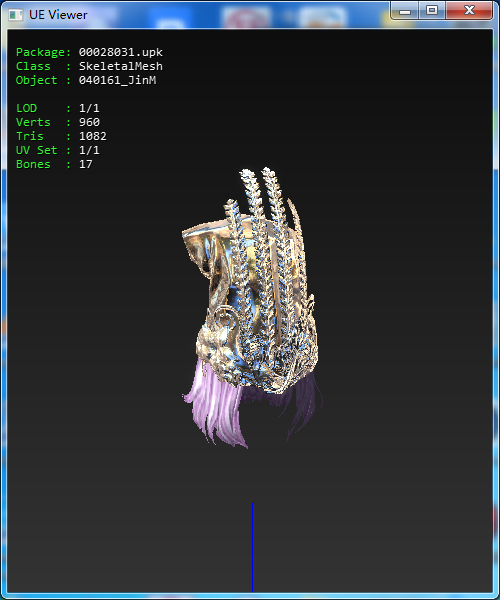 UE Viewer
Package: 00028031.upk
Class : SkeletalMesh
Object : 040161_JinM
LOD : 1/1
Verts : 960
Tris : 1082
UV Set : 1/1
Bones : 17